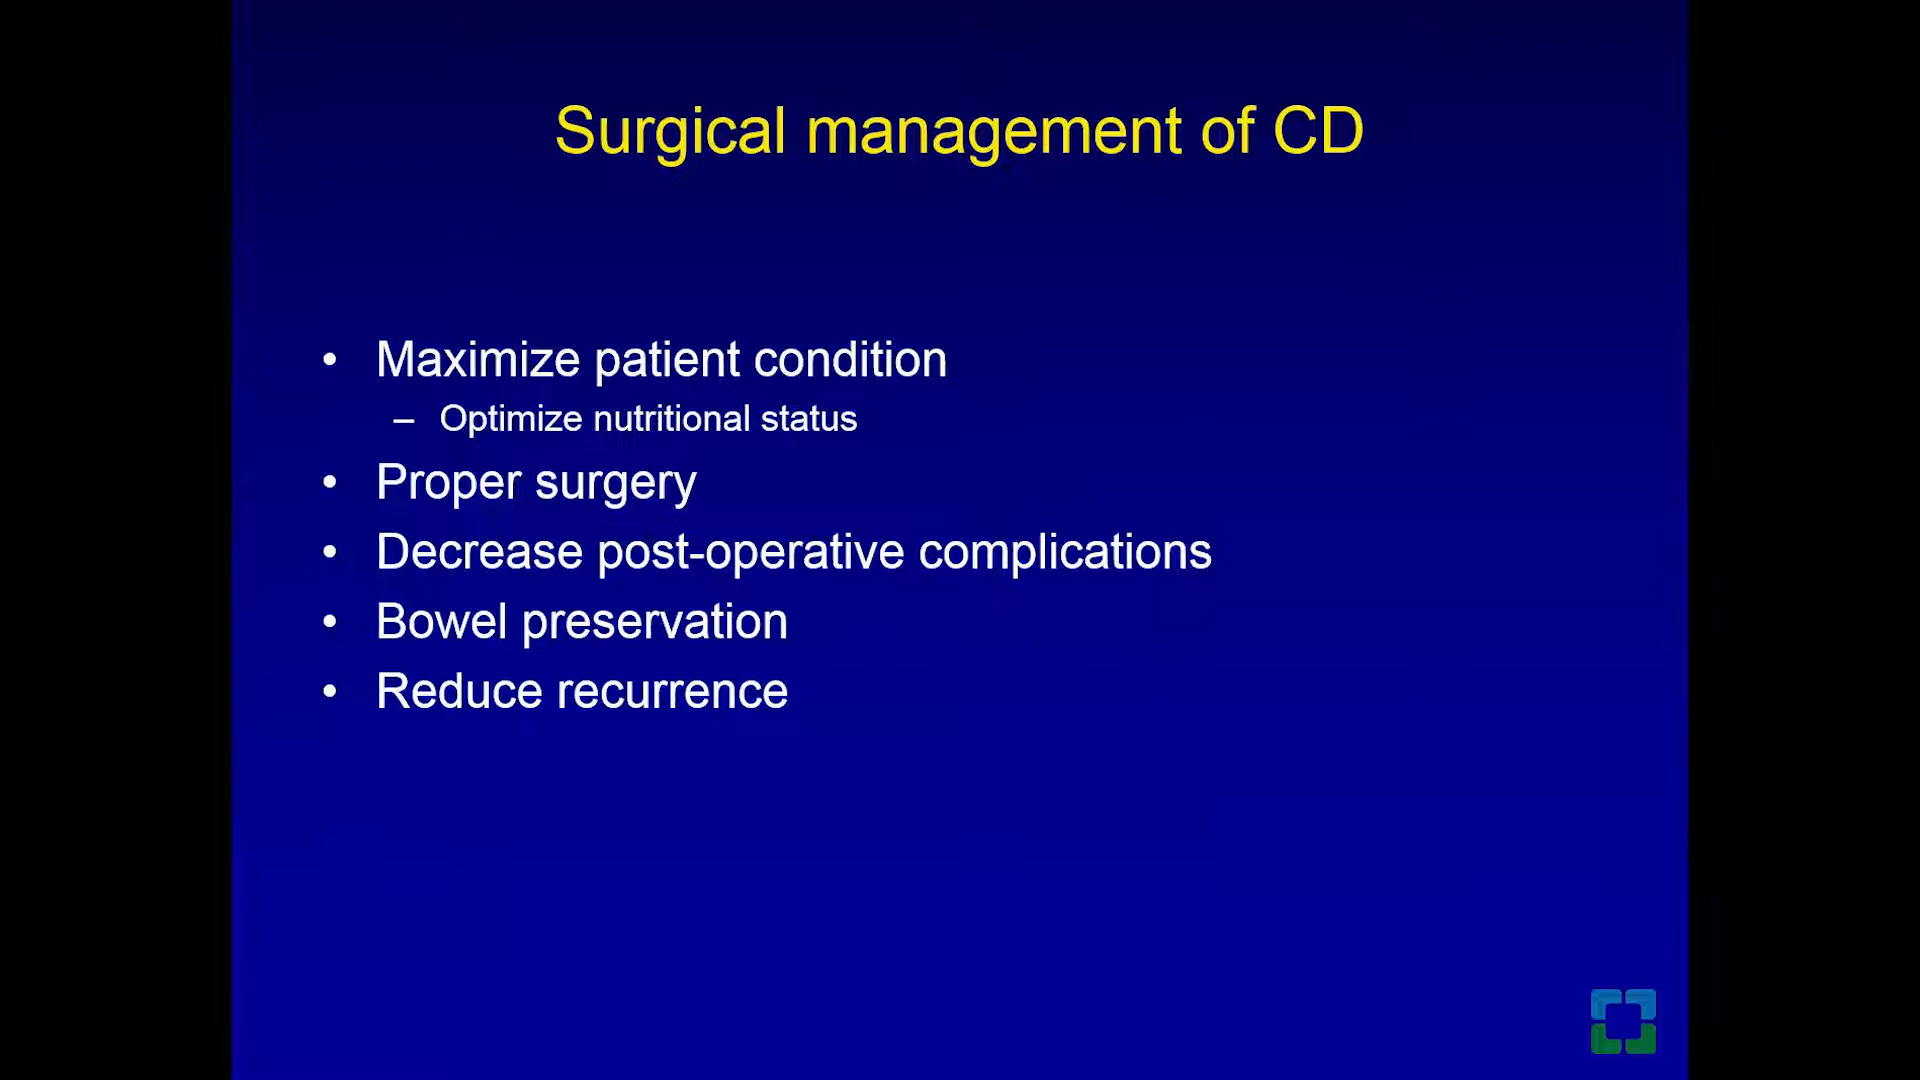 Surgical management of CD
• Maximize patient condition
– Optimize nutritional status
• Proper surgery
• Decrease post-operative complications
• Bowel preservation
• Reduce recurrence